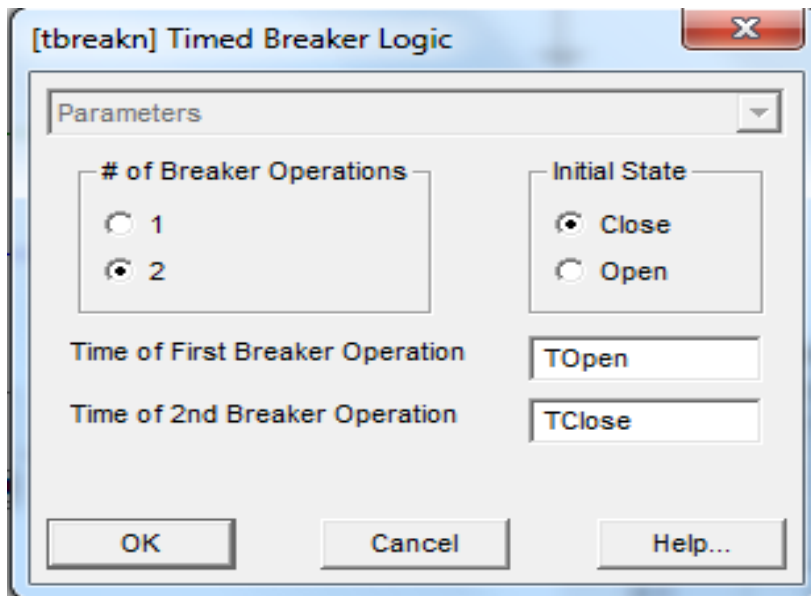 [tbreakn] Timed Breaker Logic
Parameters
# of Breaker Operations
1
2
Initial State
Close
Open
Time of First Breaker Operation
TOpen
Time of 2nd Breaker Operation
TClose
OK
Cancel
Help...